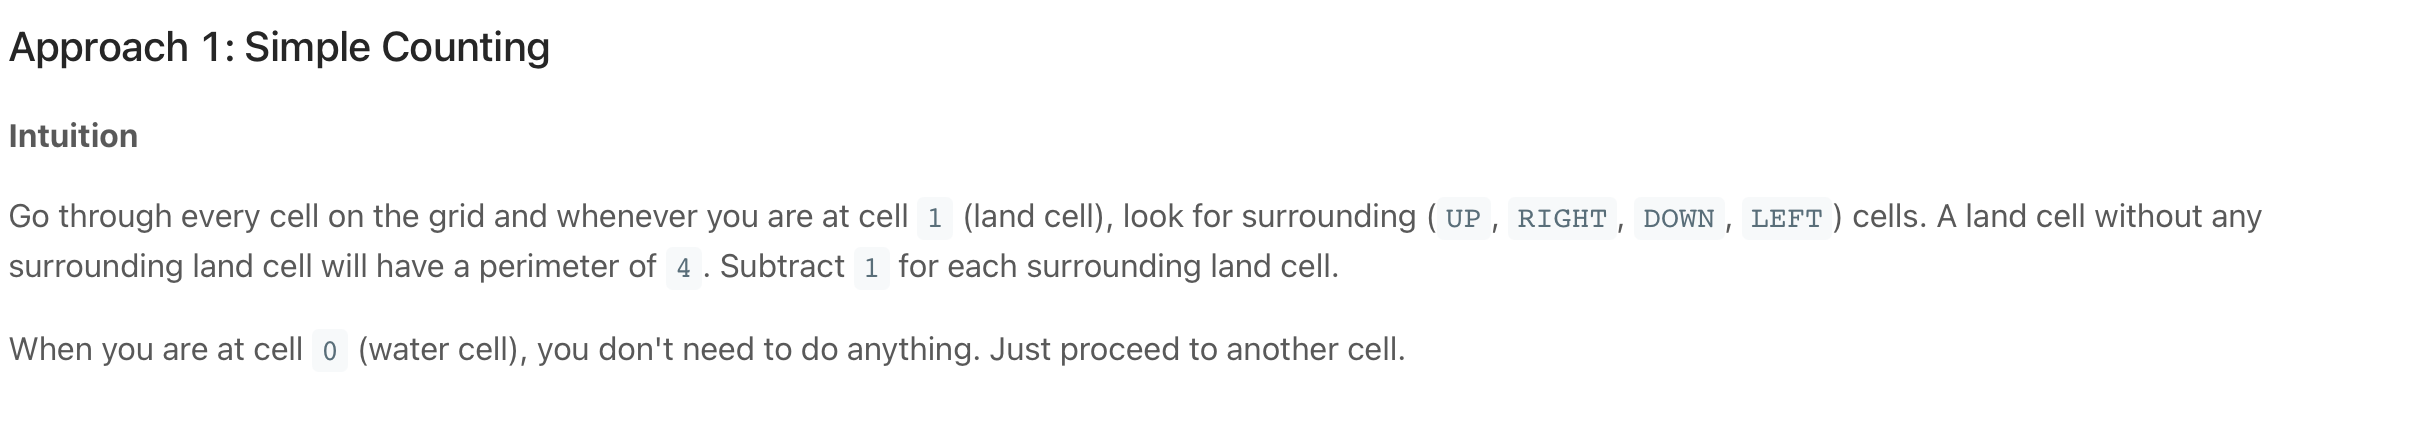 Approach 1: Simple Counting
Intuition
Go through every cell on the grid and whenever you are at cell 1 (land cell), look for surrounding ( UP , RIGHT , DOWN , LEFT ) cells. A land cell without any
surrounding land cell will have a perimeter of 4 . Subtract 1 for each surrounding land cell.
When you are at cell 0 (water cell), you don't need to do anything. Just proceed to another cell.